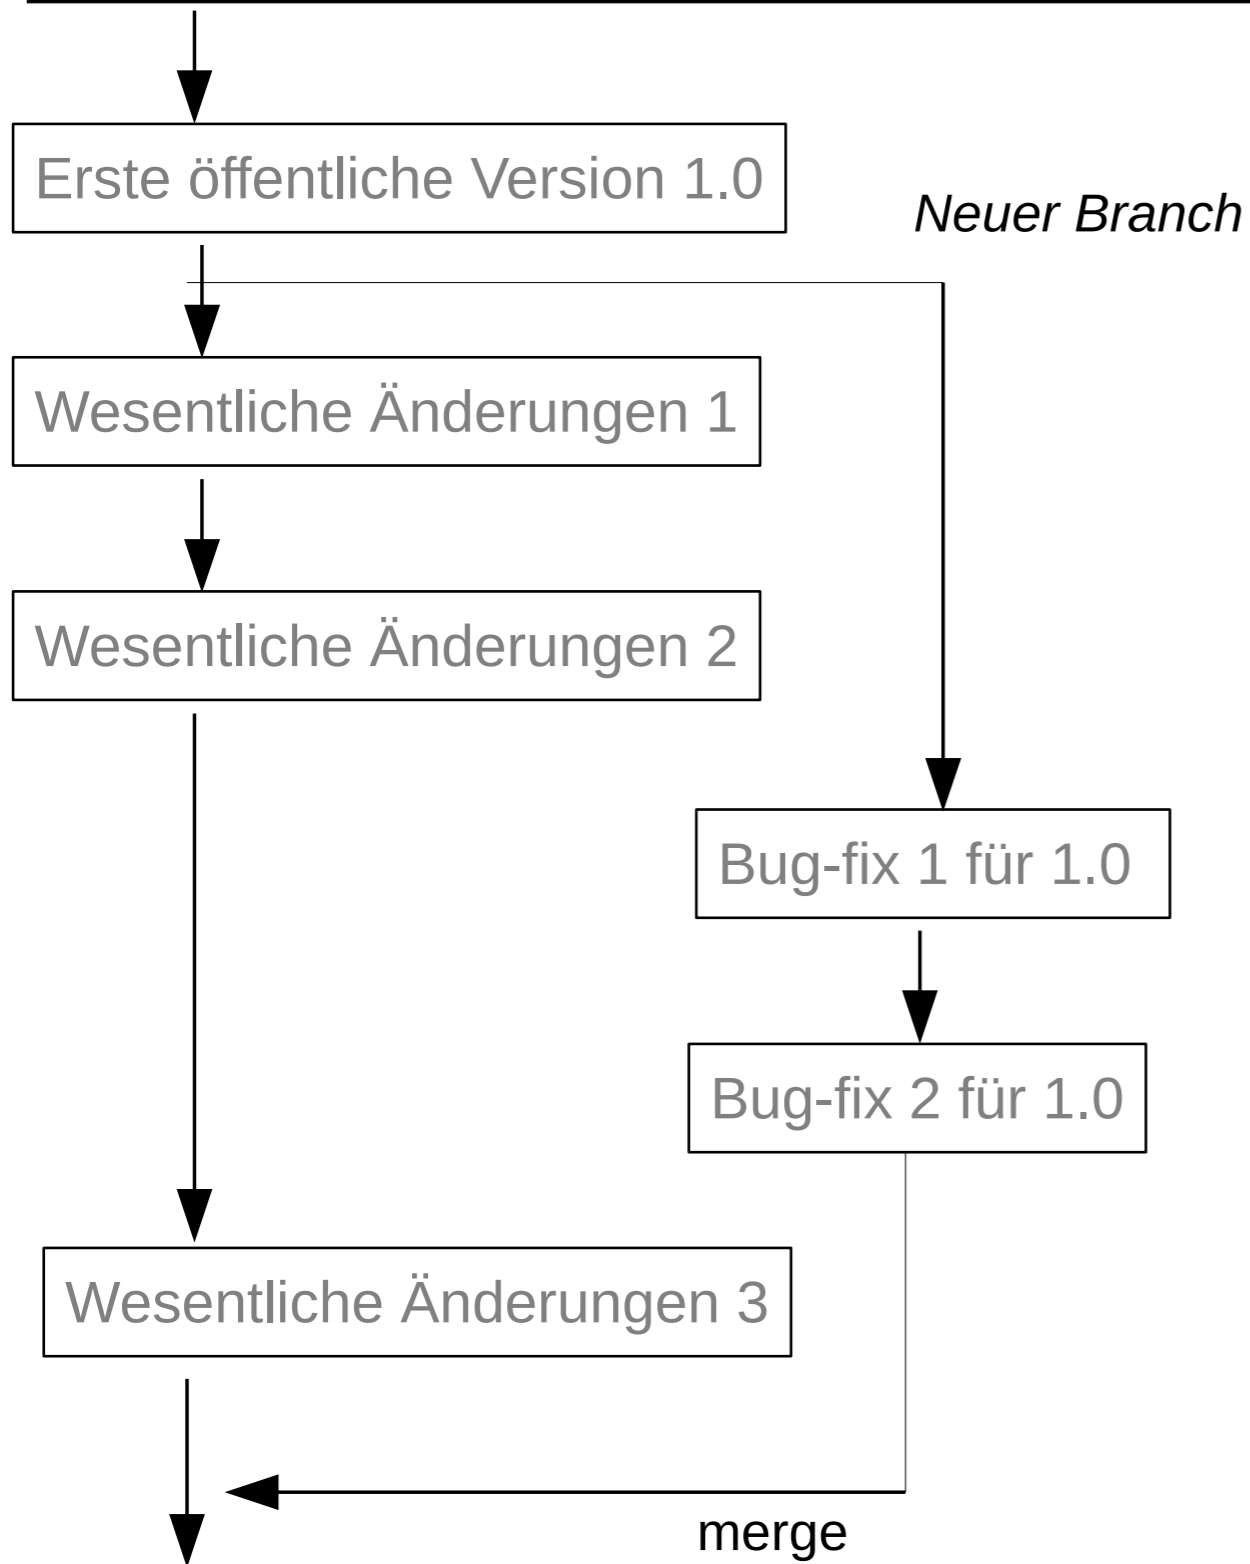 Erste öffentliche Version 1.0
Neuer Branch
Wesentliche Änderungen 1
Wesentliche Änderungen 2
Bug-fix 1 für 1.0
Bug-fix 2 für 1.0
Wesentliche Änderungen 3
merge